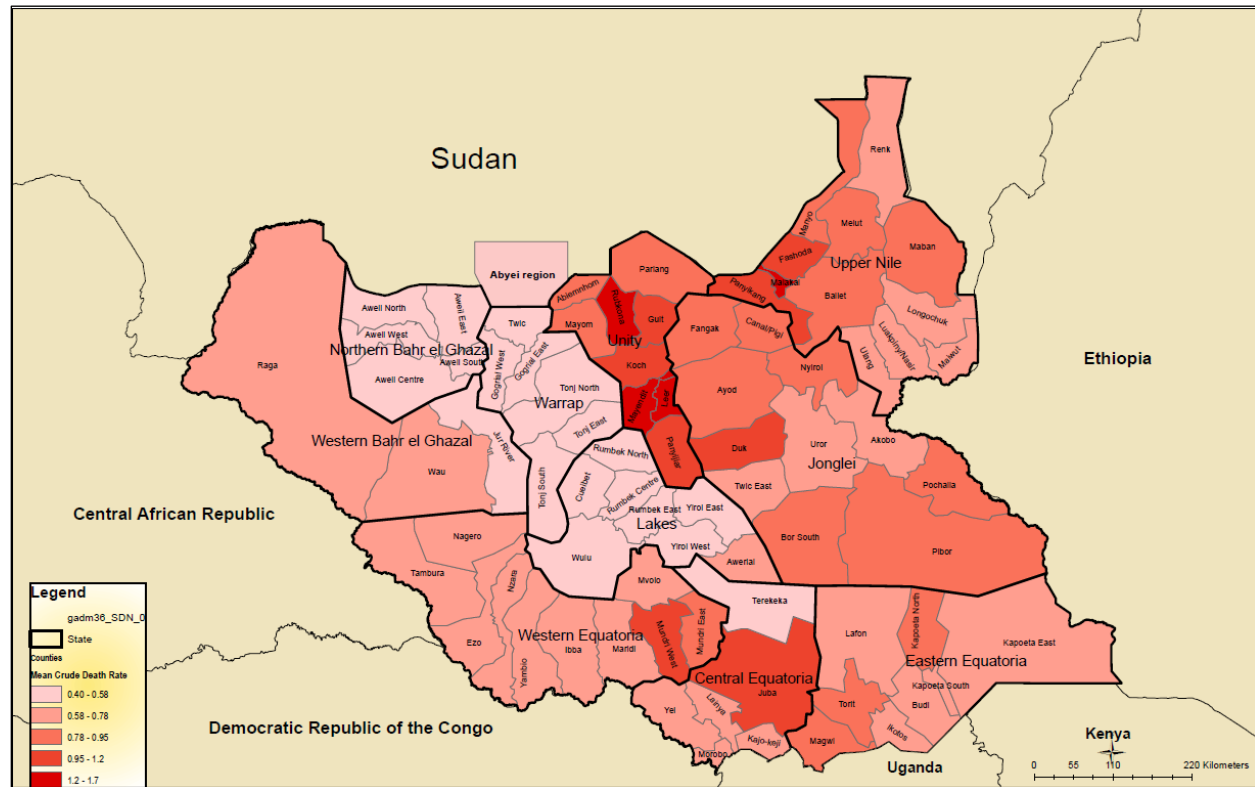 Sudan
Renk
Manyo
Melut
Maban
Fashoda
Upper Nile
Abyei region
Pariang
Panyikang
Malakal
Baliet
Abiemnhom
Rubkona
Longochuk
Aweil North
Aweil East
Twic
Mayom
Guit
Fangak
Canal/Pigi
Luakpiny/Nasir
Ethiopia
Aweil West
Unity
Maiwut
Northern Bahr el Ghazal
Gogrial West
Gogrial East
Ulang
Raga
Aweil South
Koch
Nyirol
Aweil Centre
Tonj North
Warrap
Mayendit
Leer
Ayod
Tonj East
Western Bahr el Ghazal
Jur River
Duk
Uror
Akobo
Rumbek North
Panyijiar
Jonglei
Wau
Tonj South
Cueibet
Rumbek Centre
Twic East
Pochalla
Central African Republic
Rumbek East
Yirol East
Lakes
Nagero
Wulu
Yirol West
Bor South
Pibor
Awerial
Tambura
Nzara
Mvolo
Terekeka
Ezo
Western Equatoria
Mundri West
Mundri East
Lafon
Kapoeta North
Kapoeta East
Yambio
Ibba
Maridi
Eastern Equatoria
Central Equatoria
Juba
Kapoeta South
Yei
Lainya
Torit
Budi
Democratic Republic of the Congo
Morobo
Kajo-keji
Magwi
Ikotos
Kenya
Uganda
0 55 110 220 Kilometers
Legend
gadm36_SDN_0
State
Counties
Mean Crude Death Rate
0.40 - 0.58
0.58 - 0.78
0.78 - 0.95
0.95 - 1.2
1.2 - 1.7